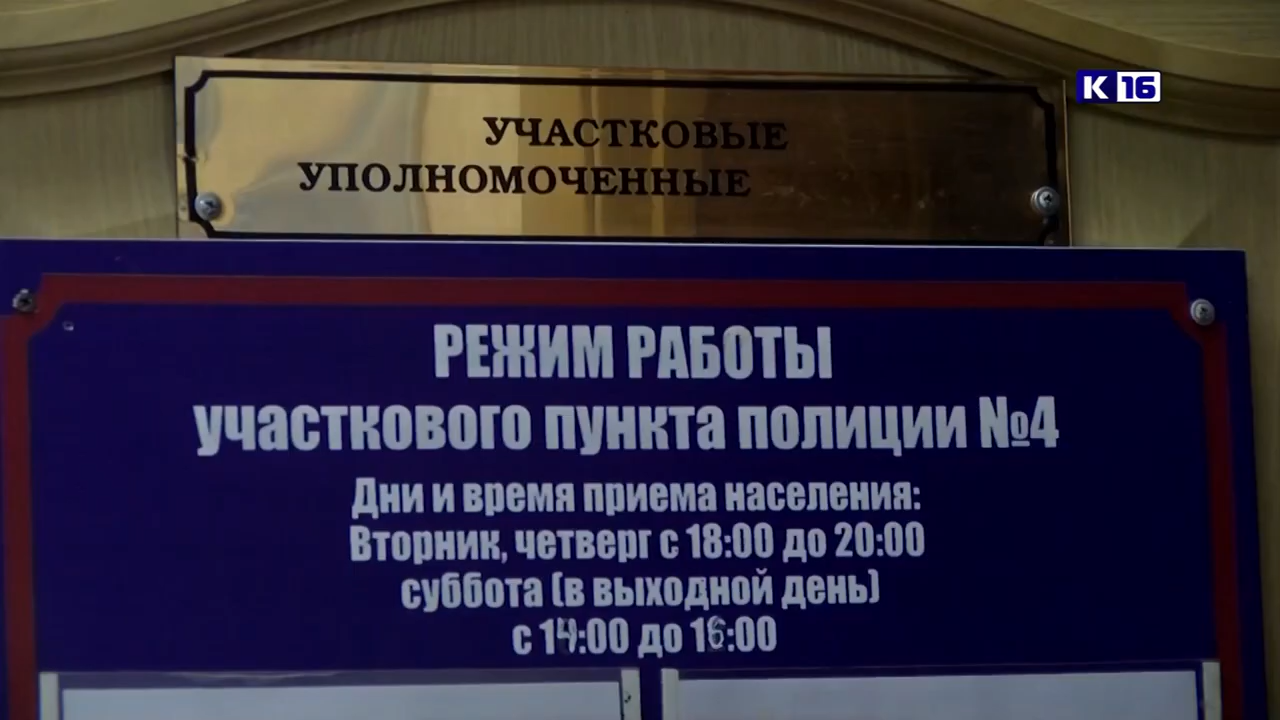 К 16
УЧАСТКОВЫЕ
УПОЛНОМОЧЕННЫЕ
РЕЖИМ РАБОТЫ
участкового пункта полиции №4
Дни и время приема населения:
Вторник, четверг с 18:00 до 20:00
суббота (в выходной день)
с 14:00 до 16:00